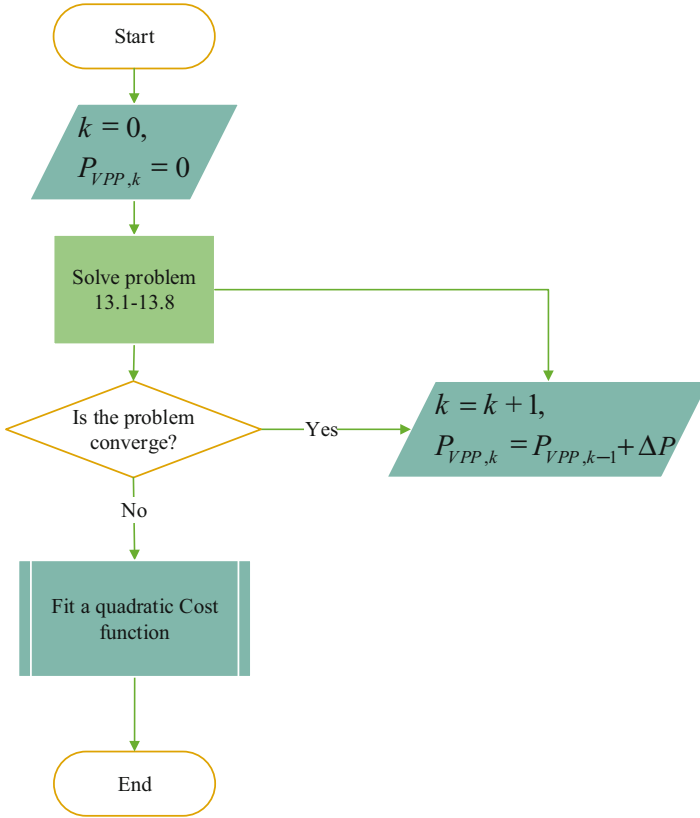 Start
k = 0,
P_{VPP,k} = 0
Solve problem
13.1-13.8
Is the problem
converge?
Yes
k = k + 1,
P_{VPP,k} = P_{VPP,k−1} + ΔP
No
Fit a quadratic Cost
function
End